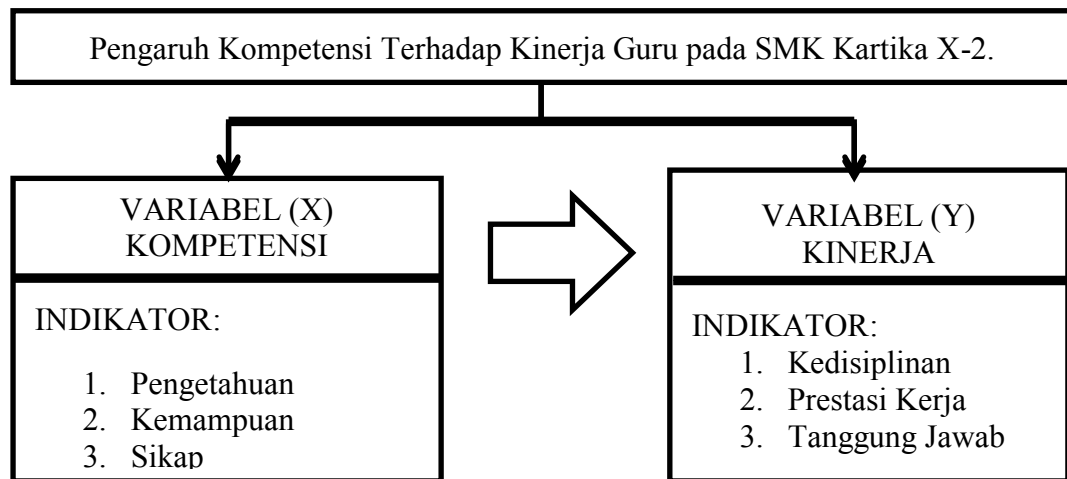 Pengaruh Kompetensi Terhadap Kinerja Guru pada SMK Kartika X-2.
VARIABEL (X)
KOMPETENSI
INDIKATOR:
1. Pengetahuan
2. Kemampuan
3. Sikap
VARIABEL (Y)
KINERJA
INDIKATOR:
1. Kedisiplinan
2. Prestasi Kerja
3. Tanggung Jawab